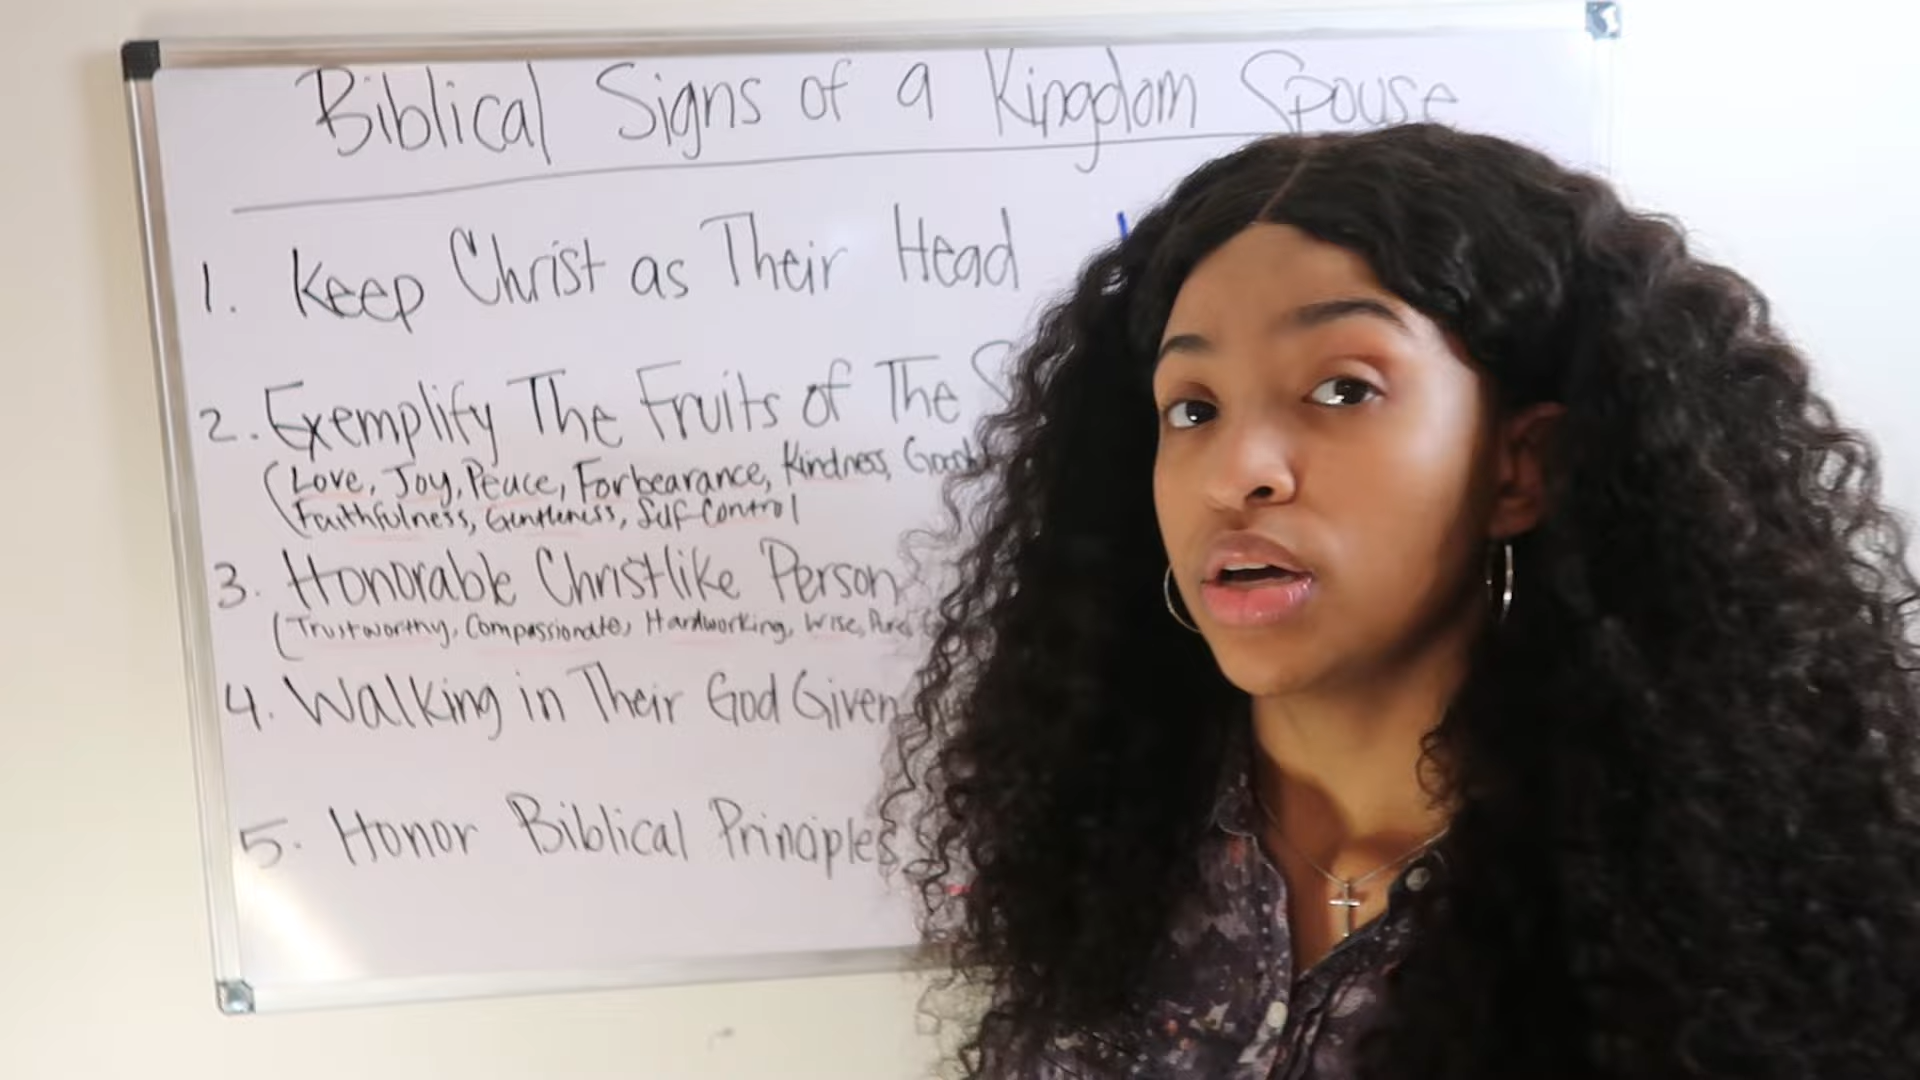 Biblical Signs of a Kingdom Spouse
1. Keep Christ as Their Head
2. Exemplify The Fruits of The
(Love, Joy, Peace, Forbearance, Kindness,
Faithfulness, Gentleness, Self-Control
3. Honorable Christlike Person
(Trustworthy, Compassionate, Hardworking, Wise,
4. Walking in Their God Given
5. Honor Biblical Principles